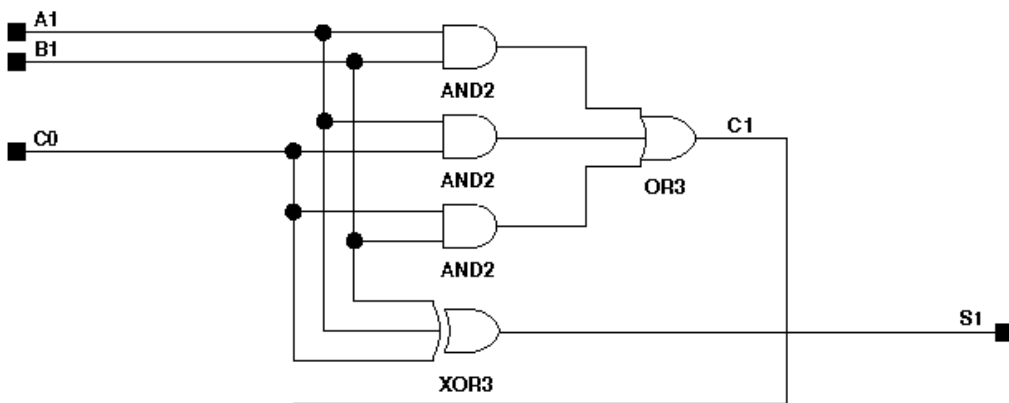 A1
B1
AND2
C0
C1
AND2
OR3
AND2
S1
XOR3